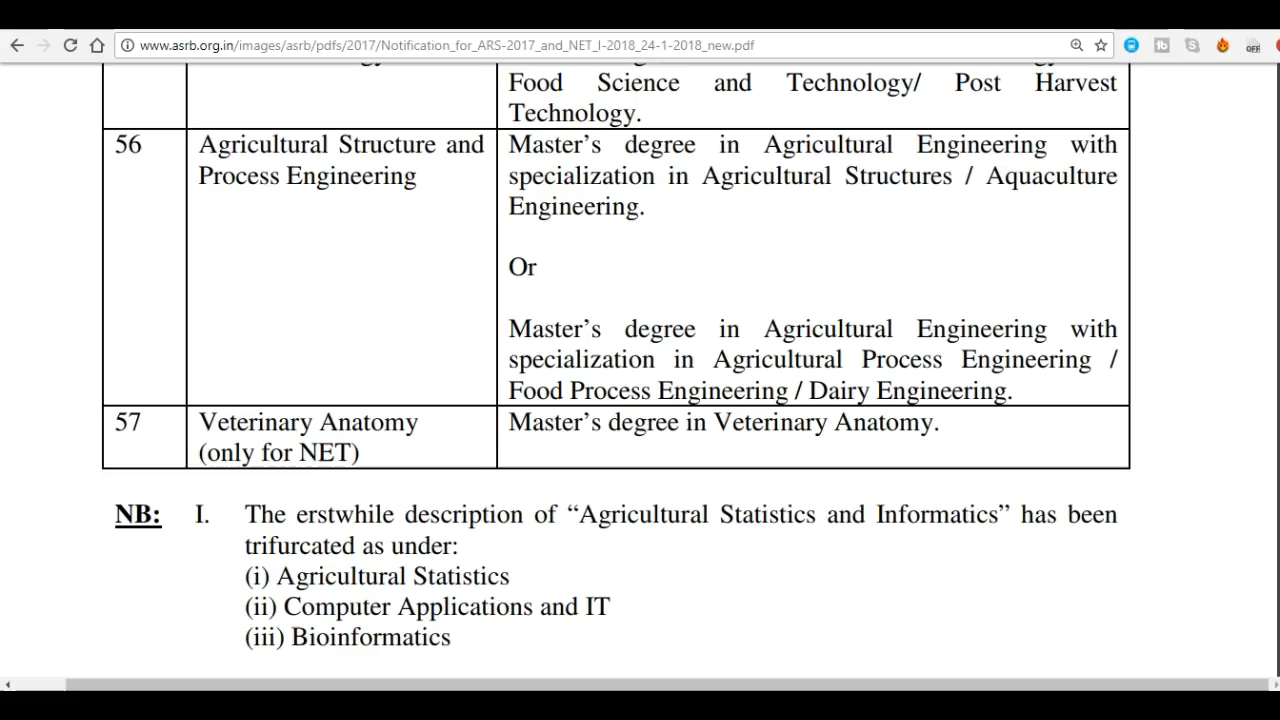 www.asrb.org.in/images/asrb/pdfs/2017/Notification_for_ARS-2017_and_NET_I-2018_24-1-2018_new.pdf
OFF
Food Science and Technology/ Post Harvest
Technology.
56 Agricultural Structure and Process Engineering
Master’s degree in Agricultural Engineering with
specialization in Agricultural Structures / Aquaculture
Engineering.
Or
Master’s degree in Agricultural Engineering with
specialization in Agricultural Process Engineering /
Food Process Engineering / Dairy Engineering.
57 Veterinary Anatomy
(only for NET)
Master’s degree in Veterinary Anatomy.
NB: I. The erstwhile description of “Agricultural Statistics and Informatics” has been
trifurcated as under:
(i) Agricultural Statistics
(ii) Computer Applications and IT
(iii) Bioinformatics